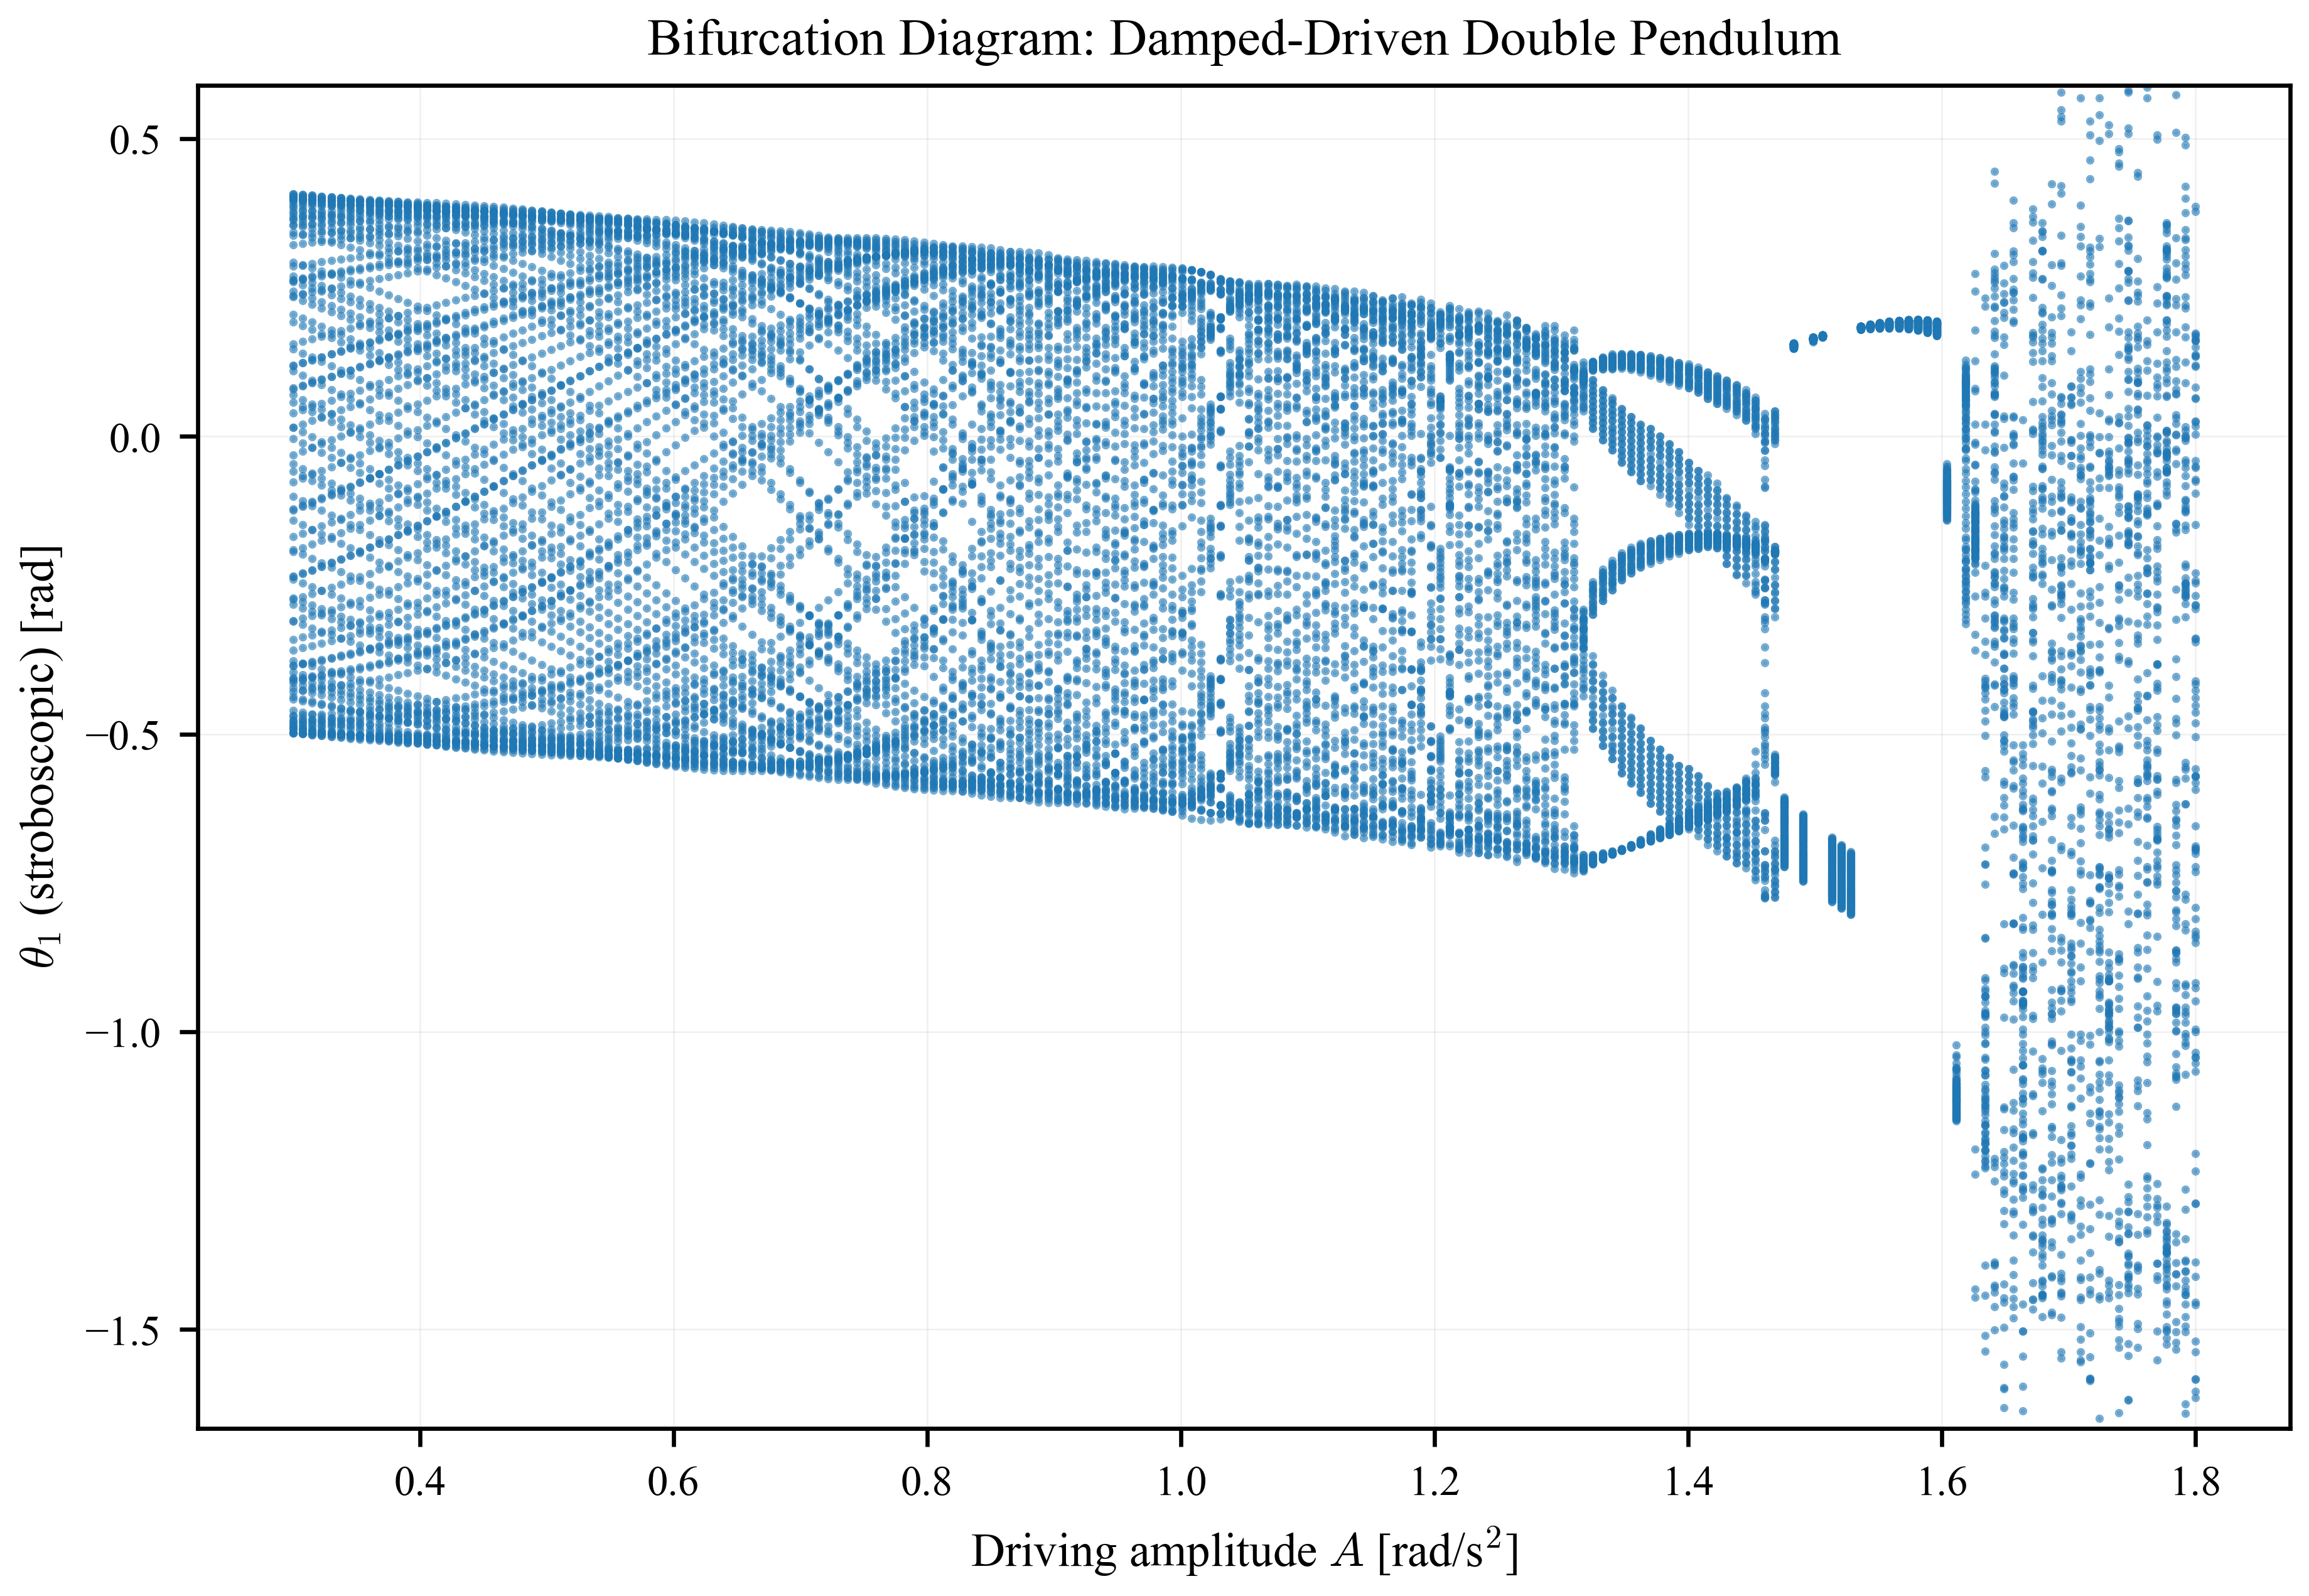 Bifurcation Diagram: Damped-Driven Double Pendulum
0.5
0.0
−0.5
−1.0
−1.5
θ₁ (stroboscopic) [rad]
0.4 0.6 0.8 1.0 1.2 1.4 1.6 1.8
Driving amplitude A [rad/s²]